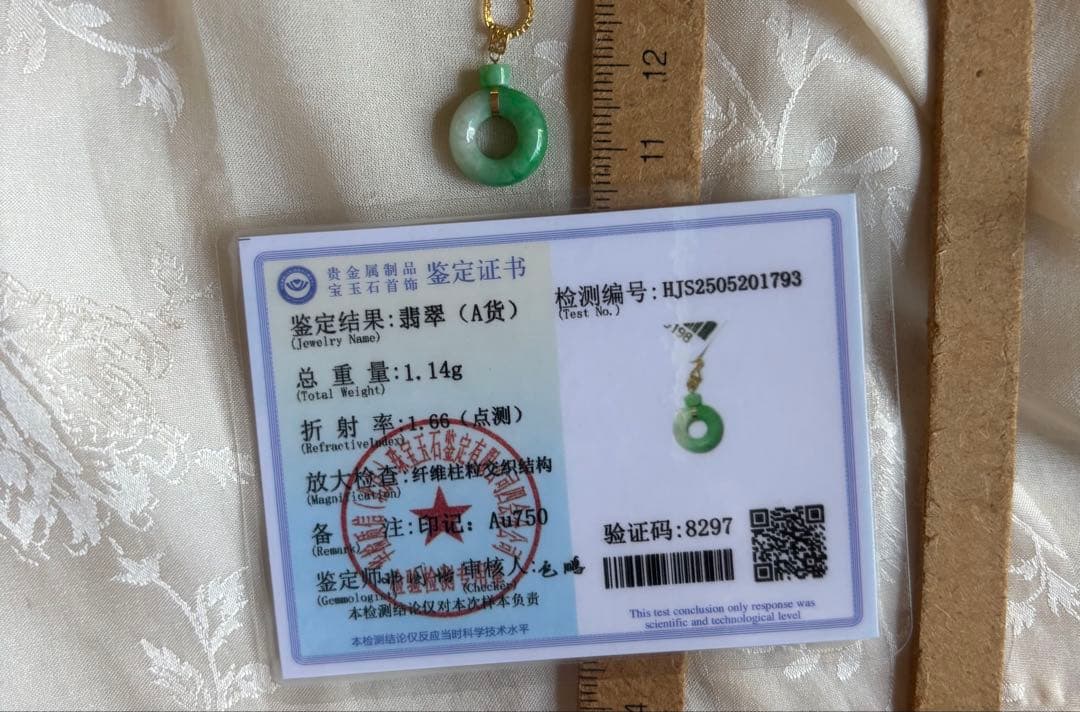 12
11
贵金属制品
宝玉石首饰
鉴定证书
鉴定结果:翡翠（A货）
(Jewelry Name)
总重量:1.14g
(Total Weight)
折射率:1.66（点测）
(RefractiveIndex)
放大检查:纤维柱粒交织结构
(Magnification)
备注:印记：Au750
(Remark)
鉴定师
审核人:
(Gemmologist)
(Checker)
本检测结论仅对本次样本负责
本检测结论仅反应当时科学技术水平
检测编号:HJS2505201793
(Test No.)
验证码:8297
This test conclusion only response was
scientific and technological level